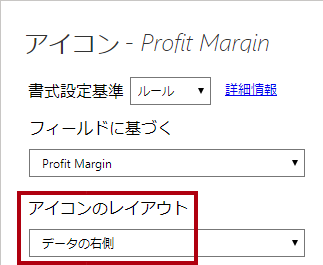 アイコン - Profit Margin
書式設定基準 ルール 詳細情報
フィールドに基づく
Profit Margin
アイコンのレイアウト
データの右側